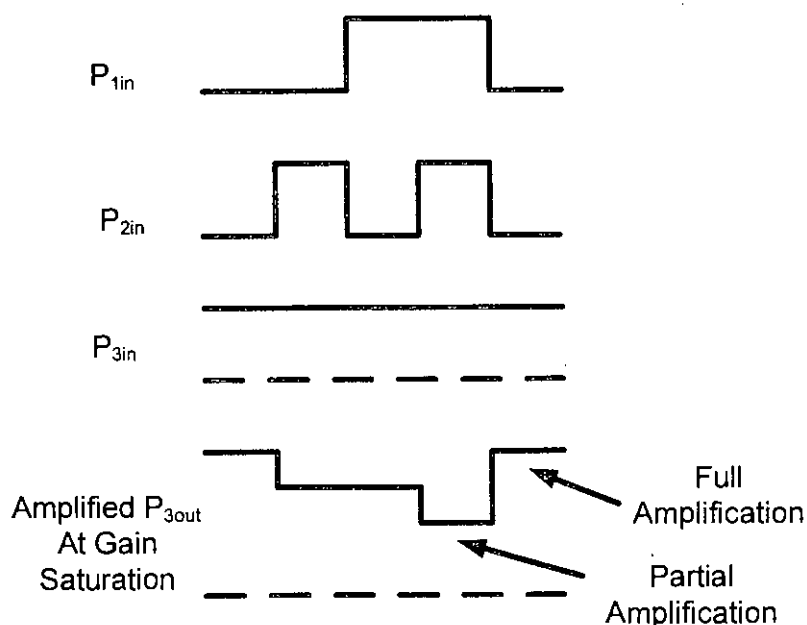 P1in
P2in
P3in
Amplified P3out
At Gain
Saturation
Full
Amplification
Partial
Amplification